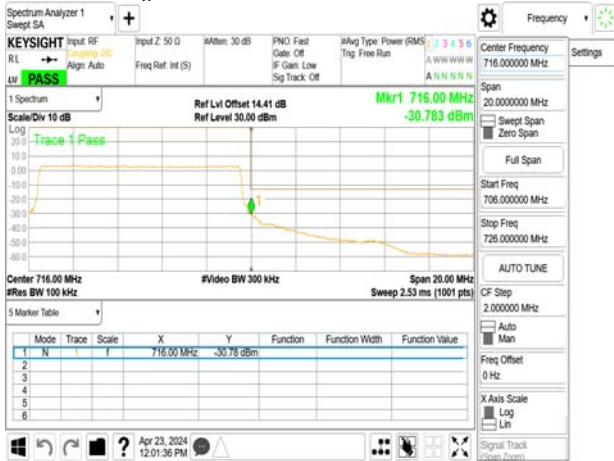 Spectrum Analyzer 1
Swept SA
+
Frequency
KEYSIGHT Input: RF
RL
Coupling: DC
Align: Auto
Input Z: 50 Ω
Freq Ref: Int (S)
#Atten: 30 dB
PNO: Fast
Gate: Off
IF Gain: Low
Sig Track: Off
#Avg Type: Power (RMS
Trig: Free Run
1 2 3 4 5 6
A W W W W W
A N N N N N
LW PASS
Center Frequency
716.000000 MHz
Settings
Span
20.0000000 MHz
Swept Span
Zero Span
Full Span
Start Freq
706.000000 MHz
Stop Freq
726.000000 MHz
AUTO TUNE
CF Step
2.000000 MHz
Auto
Man
Freq Offset
0 Hz
X Axis Scale
Log
Lin
Signal Track
(Span Zoom)
1 Spectrum
Scale/Div 10 dB
Ref Lvl Offset 14.41 dB
Ref Level 30.00 dBm
Mkr1 716.00 MHz
-30.783 dBm
Log
Trace 1 Pass
20.0
10.0
0.00
-10.0
-20.0
-30.0
-40.0
-50.0
-60.0
1
Center 716.00 MHz
#Res BW 100 kHz
#Video BW 300 kHz
Span 20.00 MHz
Sweep 2.53 ms (1001 pts)
5 Marker Table
Mode Trace Scale X Y Function Function Width Function Value
1 N 1 f 716.00 MHz -30.78 dBm
2
3
4
5
6
?
Apr 23, 2024
12:01:36 PM